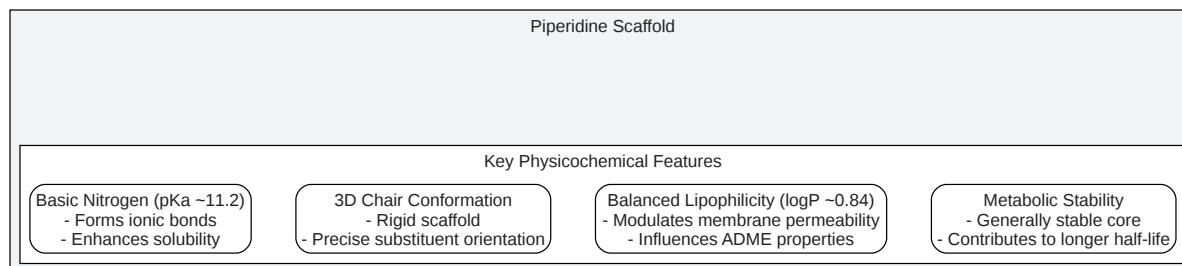 Piperidine Scaffold
Key Physicochemical Features
Basic Nitrogen (pKa ~11.2)
- Forms ionic bonds
- Enhances solubility
3D Chair Conformation
- Rigid scaffold
- Precise substituent orientation
Balanced Lipophilicity (logP ~0.84)
- Modulates membrane permeability
- Influences ADME properties
Metabolic Stability
- Generally stable core
- Contributes to longer half-life